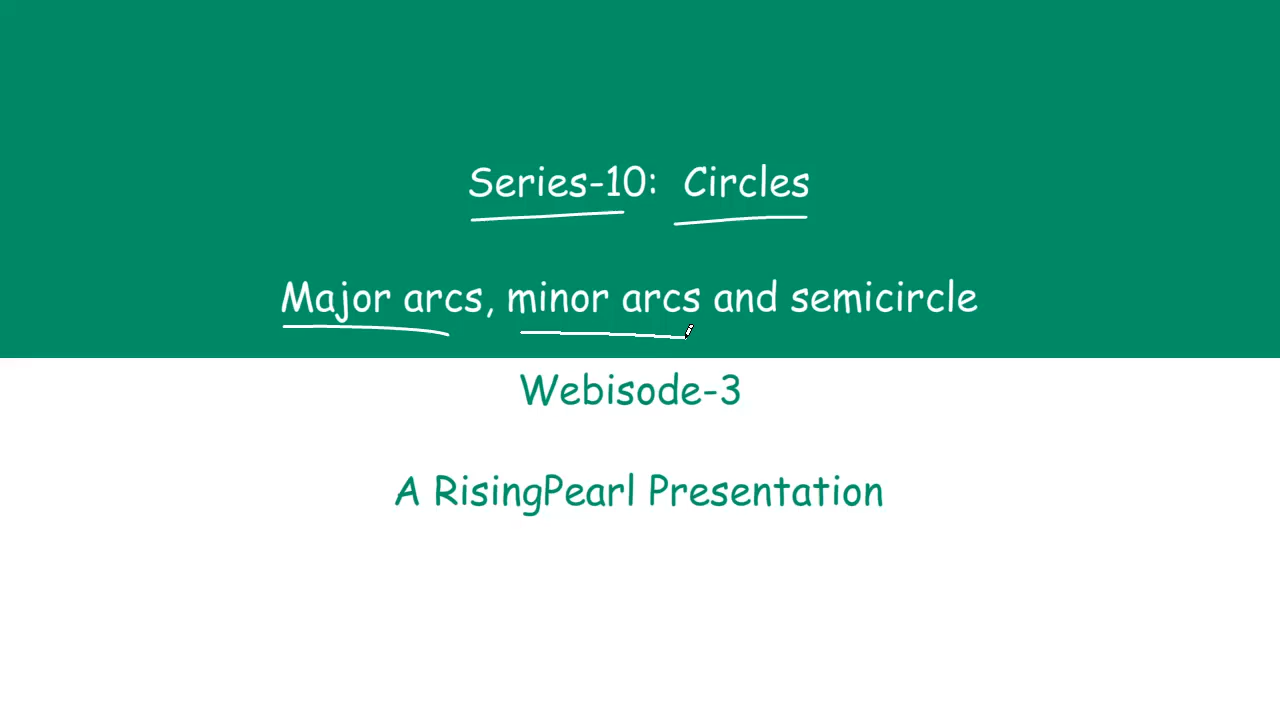 Series-10: Circles
Major arcs, minor arcs and semicircle
Webisode-3
A RisingPearl Presentation